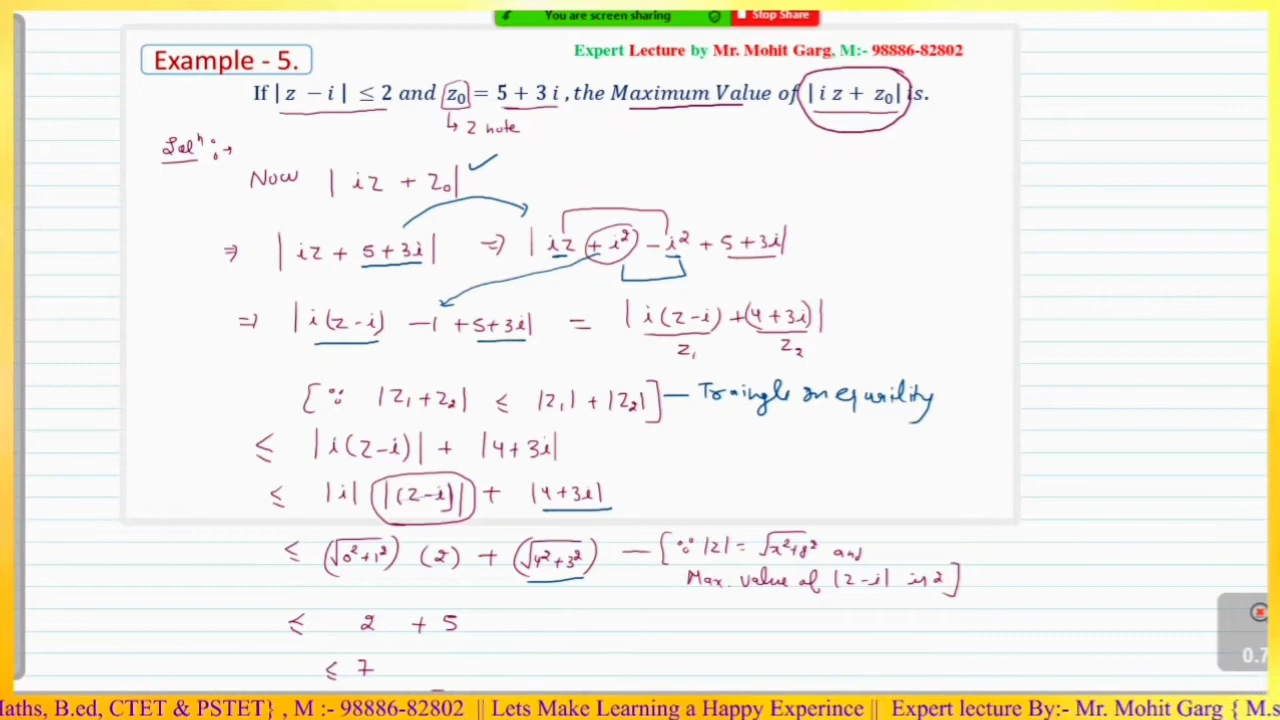 You are screen sharing Stop Share
Expert Lecture by Mr. Mohit Garg, M:- 98886-82802
Example - 5.
If | z − i | ≤ 2 and z₀ = 5 + 3 i , the Maximum Value of | i z + z₀| is.
↳ z note
Solⁿ :→
Now | iz + z₀|
⇒ | iz + 5+3i | ⇒ | iz + i² − i² + 5+3i|
⇒ | i(z−i) −1 +5+3i| = | i(z−i) +(4+3i)|
z₁ z₂
[∵ |z₁+z₂| ≤ |z₁| + |z₂|] — Traingle Inequality
≤ |i(z−i)| + |4+3i|
≤ |i| |(z−i)| + |4+3i|
≤ (√0²+1²) (2) + (√4²+3²) — [∵ |z| = √x²+y² and
Max. value of |z−i| is 2]
≤ 2 + 5
≤ 7
0.7
Maths, B.ed, CTET & PSTET} , M :- 98886-82802 || Lets Make Learning a Happy Experince || Expert lecture By:- Mr. Mohit Garg { M.s